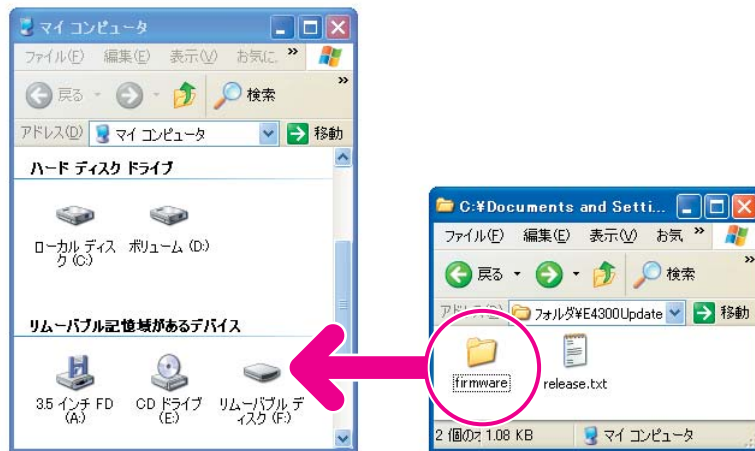 マイ コンピュータ
ファイル(F) 編集(E) 表示(V) お気に. »
戻る 検索 »
アドレス(D) マイ コンピュータ 移動
ハード ディスク ドライブ
ローカル ディスク (C:)
ボリューム (D:)
リムーバブル記憶域があるデバイス
3.5 インチ FD (A:)
CD ドライブ (E:)
リムーバブル ディスク (F:)
C:¥Documents and Setti...
ファイル(F) 編集(E) 表示(V) お気 »
戻る 検索 »
アドレス(D) フォルダ¥E4300Update 移動
firmware
release.txt
2 個の 1.08 KB マイ コンピュータ